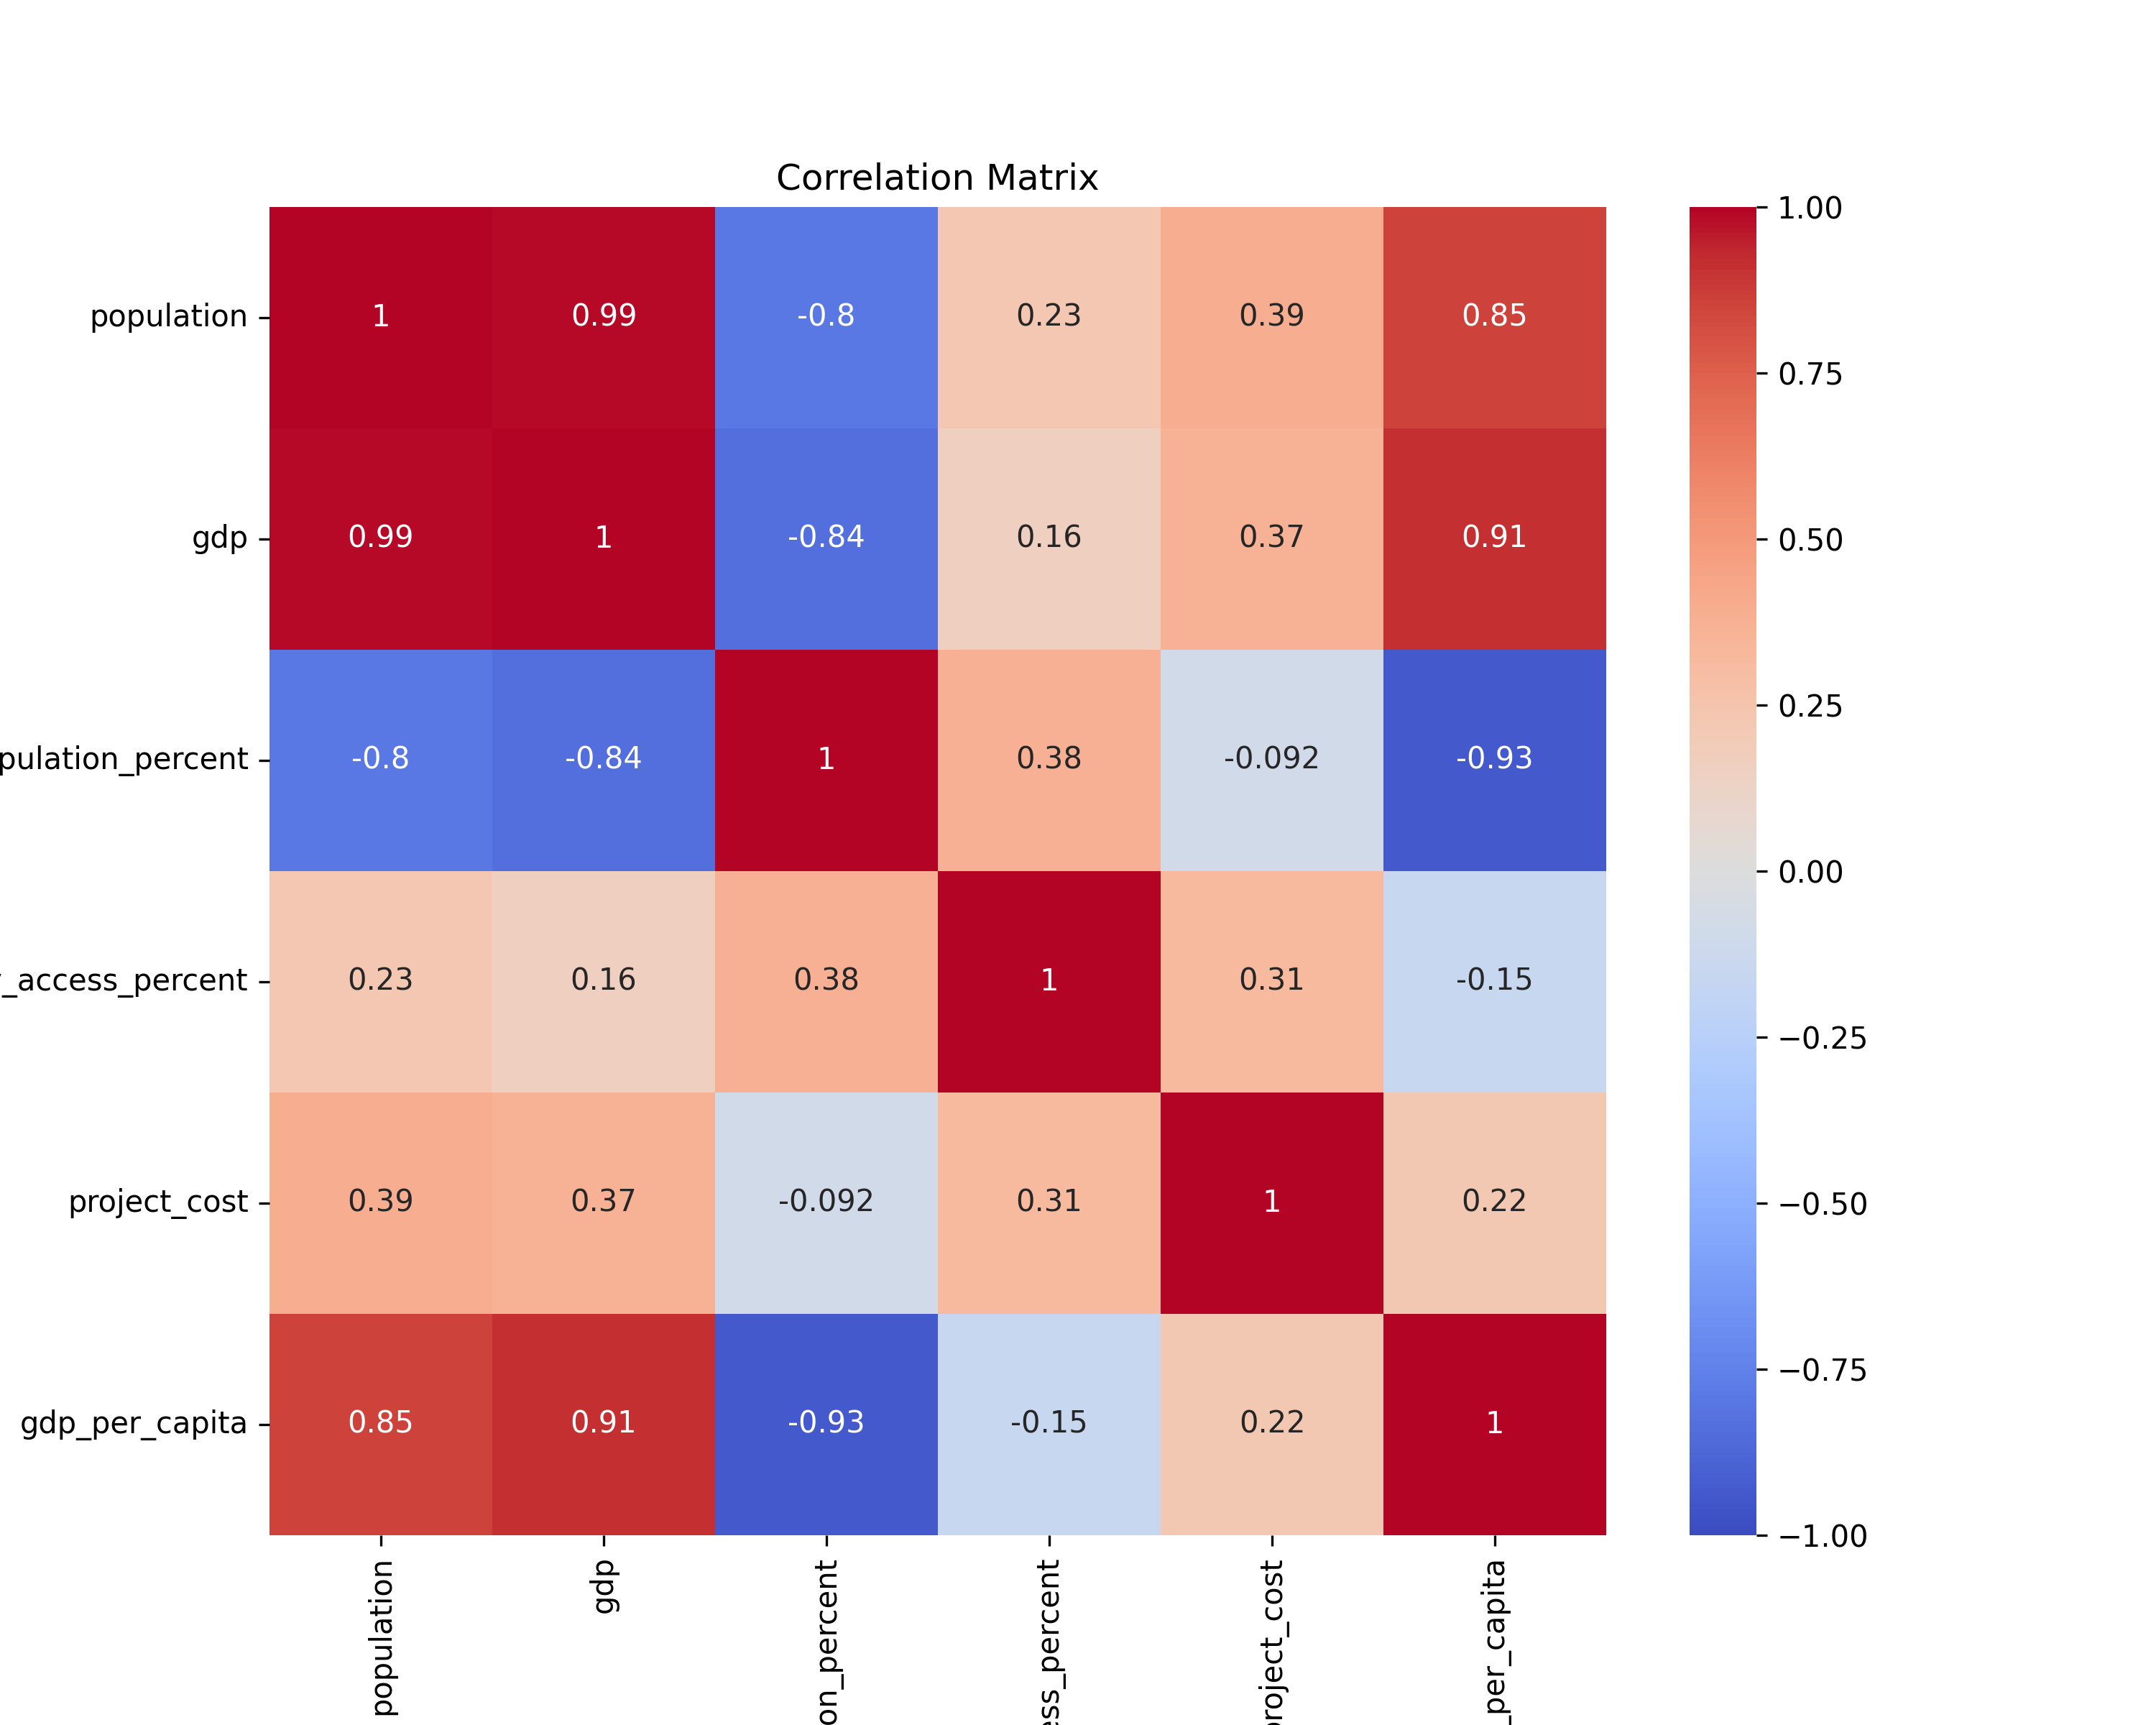 Correlation Matrix
population 1 0.99 -0.8 0.23 0.39 0.85
gdp 0.99 1 -0.84 0.16 0.37 0.91
pulation_percent -0.8 -0.84 1 0.38 -0.092 -0.93
_access_percent 0.23 0.16 0.38 1 0.31 -0.15
project_cost 0.39 0.37 -0.092 0.31 1 0.22
gdp_per_capita 0.85 0.91 -0.93 -0.15 0.22 1
population
gdp
on_percent
ess_percent
project_cost
_per_capita
1.00
0.75
0.50
0.25
0.00
−0.25
−0.50
−0.75
−1.00